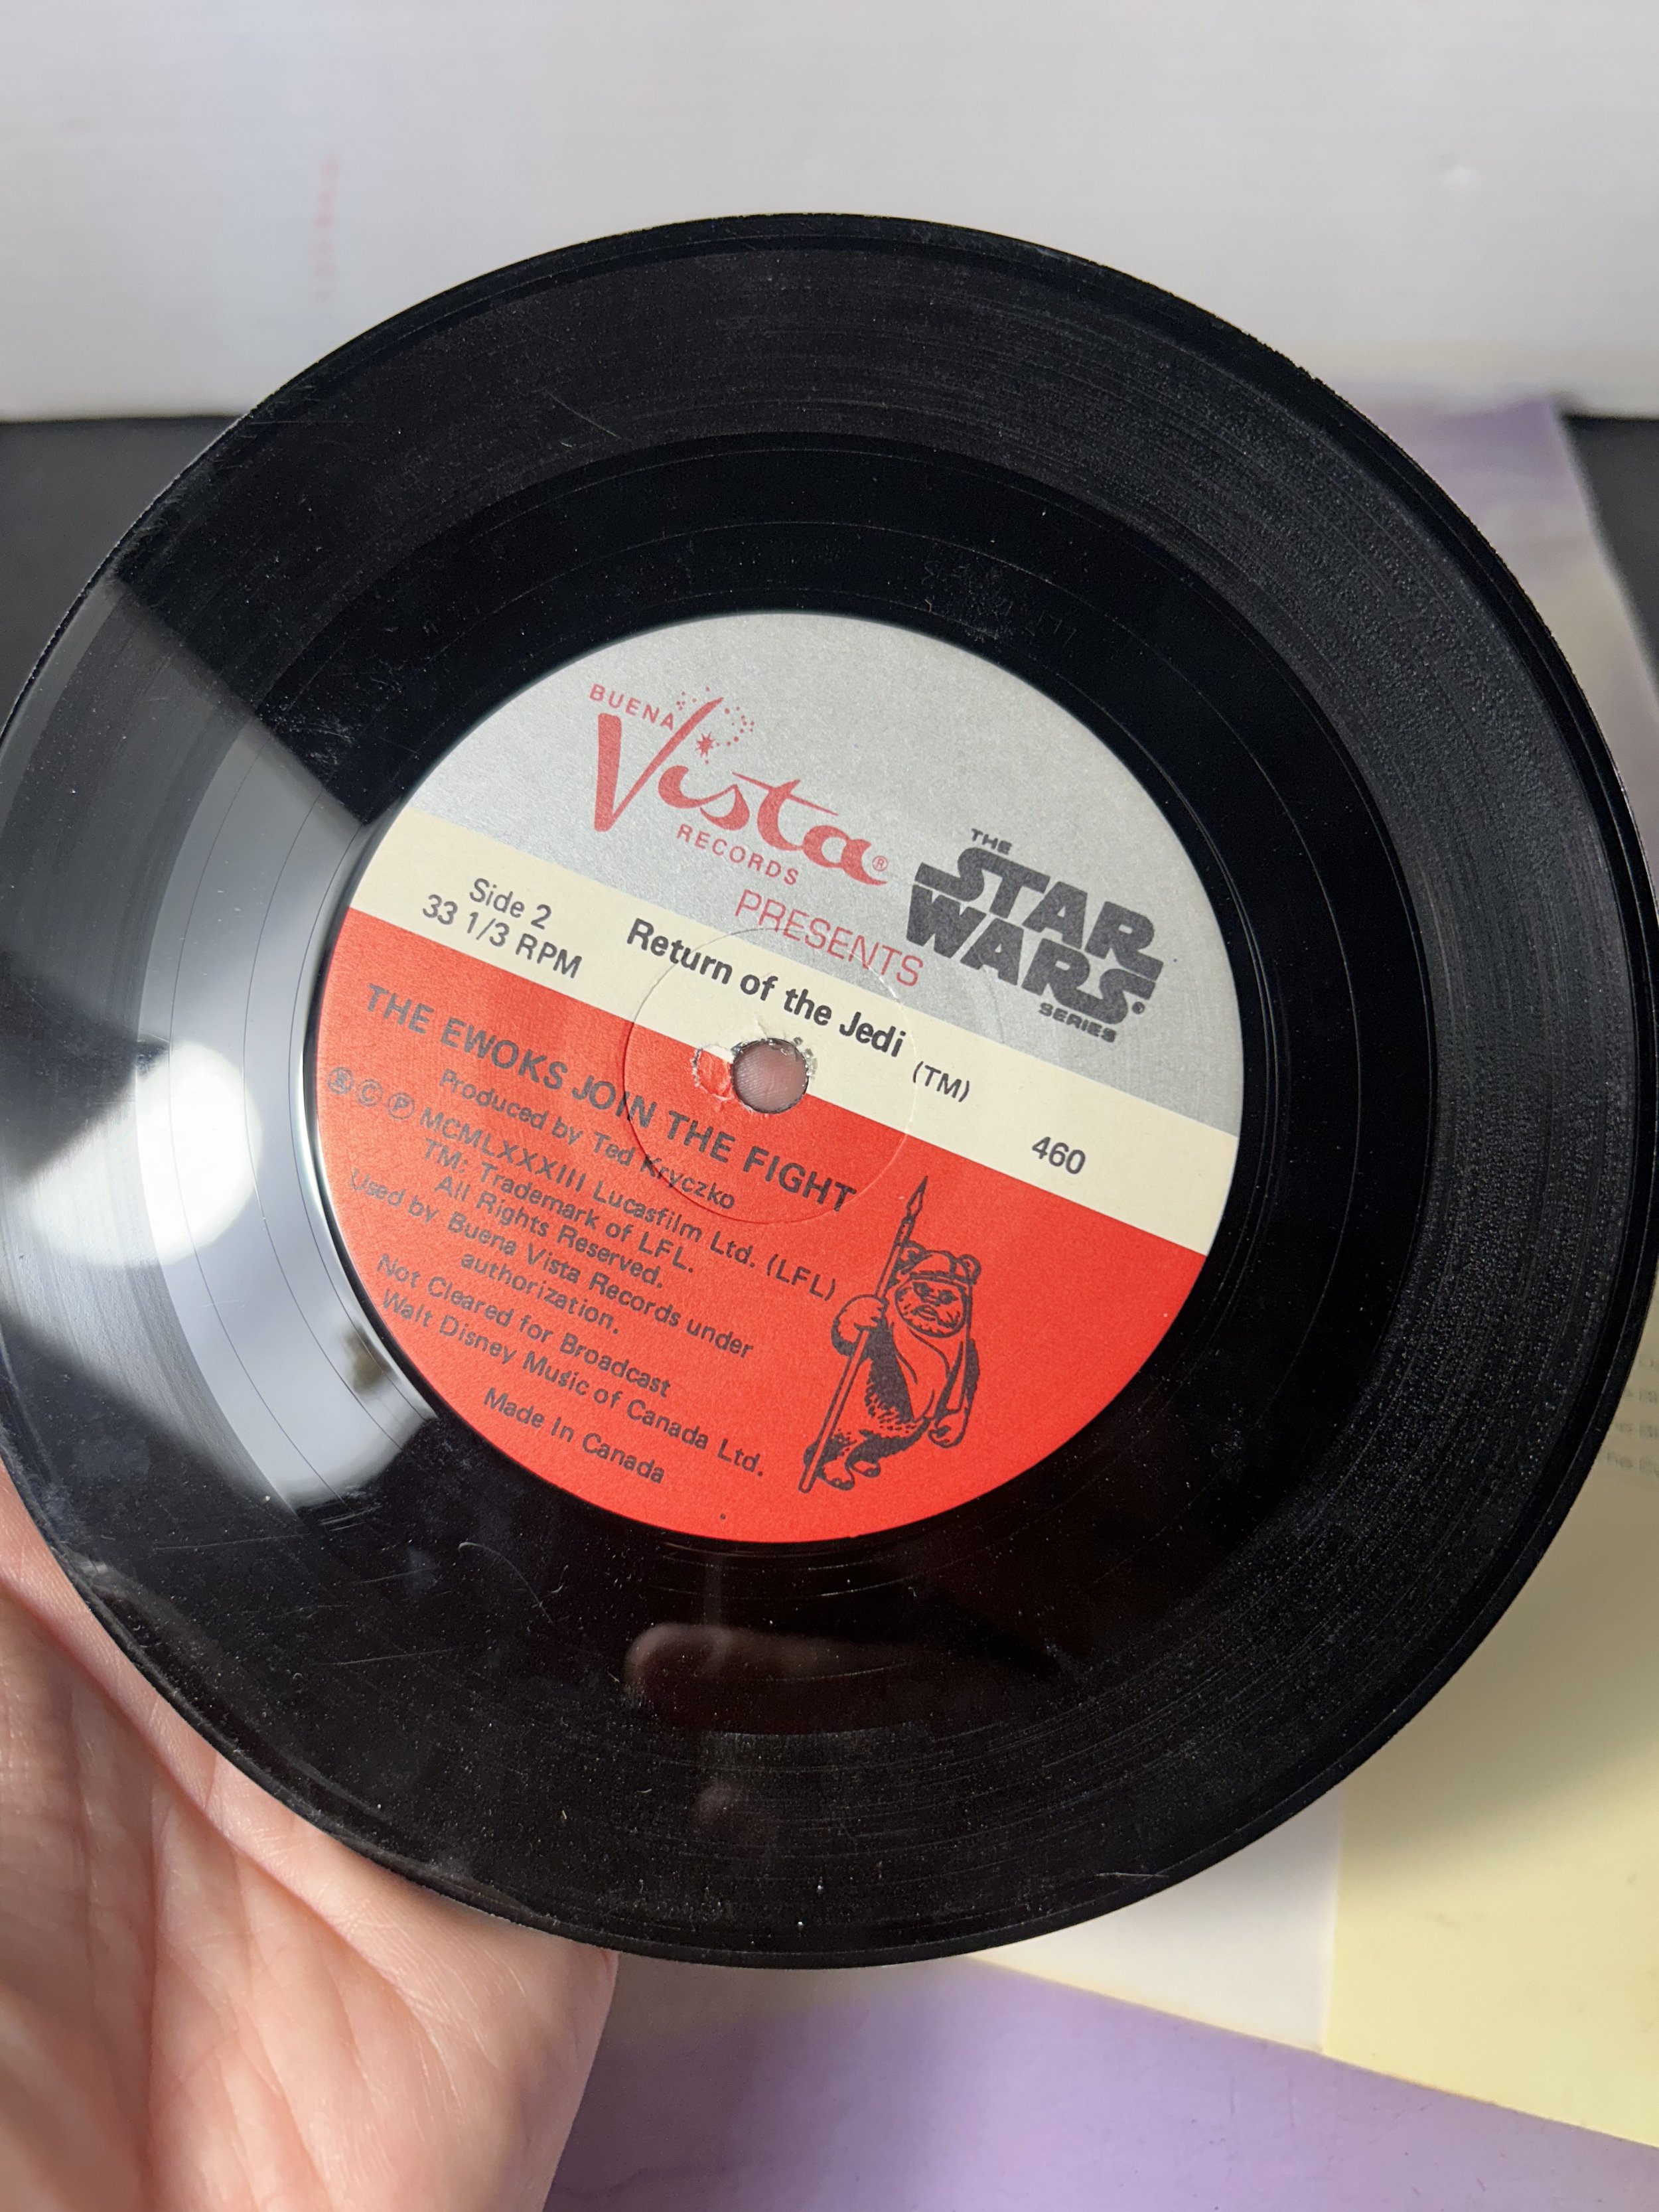 BUENA
Vista®
RECORDS
PRESENTS
THE
STAR
WARS®
SERIES
Side 2
33 1/3 RPM
Return of the Jedi (TM)
460
THE EWOKS JOIN THE FIGHT
Produced by Ted Kryczko
Ⓒ Ⓟ MCMLXXXIII Lucasfilm Ltd. (LFL)
TM: Trademark of LFL.
All Rights Reserved.
Used by Buena Vista Records under
authorization.
Not Cleared for Broadcast
Walt Disney Music of Canada Ltd.
Made In Canada